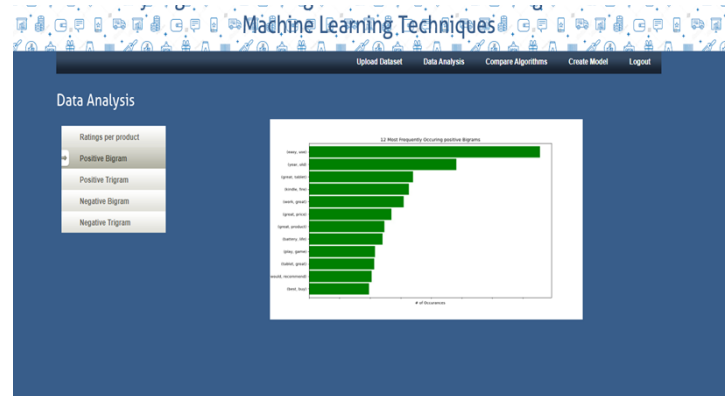 Machine Learning Techniques
Upload Dataset Data Analysis Compare Algorithms Create Model Logout
Data Analysis
Ratings per product
Positive Bigram
Positive Trigram
Negative Bigram
Negative Trigram
12 Most Frequently Occuring positive Bigrams
(easy, use)
(year, old)
(great, tablet)
(kindle, fire)
(work, great)
(great, price)
(great, product)
(battery, life)
(play, game)
(tablet, great)
would, recommend)
(best, buy)
# of Occurances